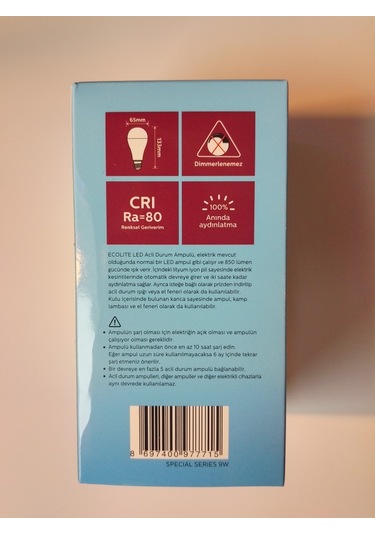 65mm
133mm
Dimmerlenemez
CRI
Ra=80
Renksel Geriverim
100%
Anında
aydınlatma
ECOLITE LED Acil Durum Ampulü, elektrik mevcut
olduğunda normal bir LED ampul gibi çalışır ve 850 lümen
gücünde ışık verir. İçindeki lityum iyon pil sayesinde elektrik
kesintilerinde otomatik olarak devreye girer ve iki saate kadar
aydınlatma sağlar. Ayrıca isteğe bağlı olarak prizden indirilip
acil durum ışığı veya el feneri olarak da kullanılabilir.
Kutu içerisinde bulunan kanca sayesinde ampul, kamp
lambası ve el feneri olarak da kullanılabilir.
• Ampulün şarj olması için elektriğin açık olması ve ampulün
çalışıyor olması gereklidir.
• Ampulü kullanmadan önce en az 10 saat şarj edin.
Eğer ampul uzun süre kullanılmayacaksa 6 ay içinde tekrar
şarj etmeniz önerilir.
• Bir devreye en fazla 5 acil durum ampulü bağlanabilir.
• Acil durum ampulleri, diğer ampuller ve diğer elektrikli cihazlarla
aynı devrede kullanılamaz.
8 697400 977715
SPECIAL SERIES 9W